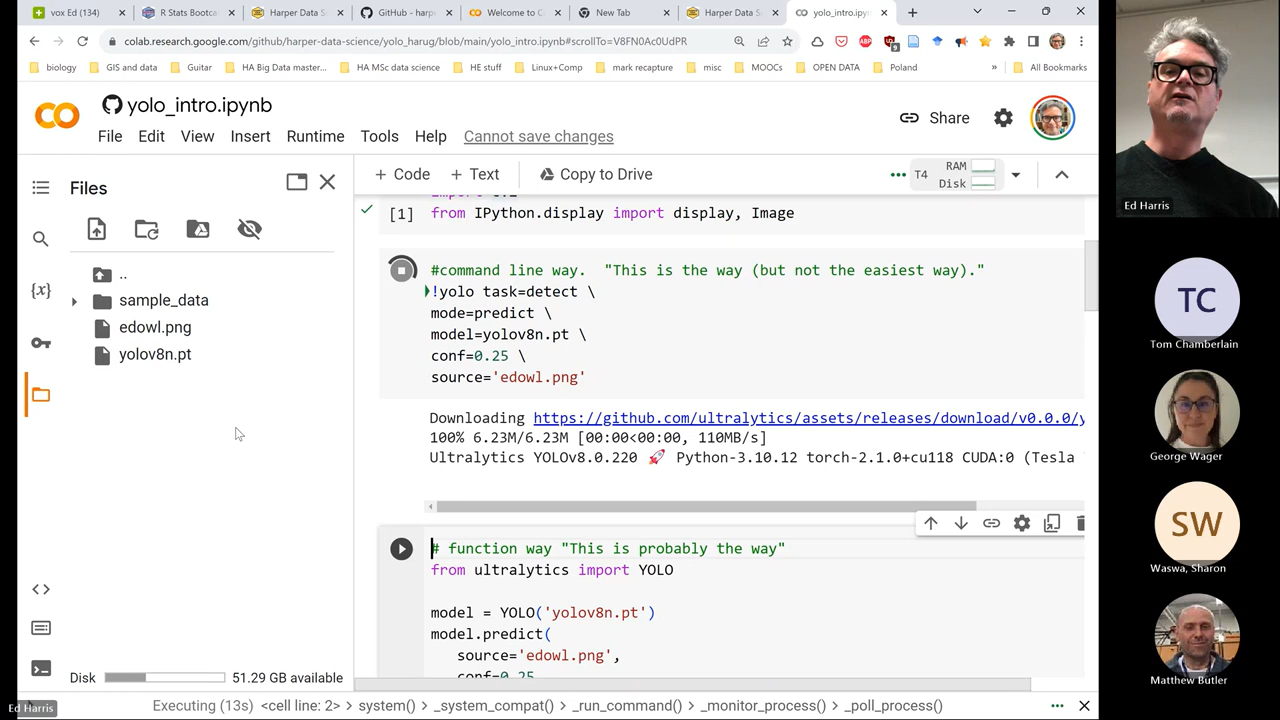 vox Ed (134)
R Stats Bootca
Harper Data S
GitHub - harpe
Welcome to C
New Tab
Harper Data S
yolo_intro.ipyn
colab.research.google.com/github/harper-data-science/yolo_harug/blob/main/yolo_intro.ipynb#scrollTo=V8FN0Ac0UdPR
biology
GIS and data
Guitar
HA Big Data master...
HA MSc data science
HE stuff
Linux+Comp
mark recapture
misc
MOOCs
OPEN DATA
Poland
»
All Bookmarks
yolo_intro.ipynb
File Edit View Insert Runtime Tools Help Cannot save changes
Share
Files
+ Code + Text Copy to Drive
T4
RAM
Disk
..
sample_data
edowl.png
yolov8n.pt
{x}
Disk
51.29 GB available
[1]
from IPython.display import display, Image
#command line way. "This is the way (but not the easiest way)."
!yolo task=detect \
mode=predict \
model=yolov8n.pt \
conf=0.25 \
source='edowl.png'
Downloading https://github.com/ultralytics/assets/releases/download/v0.0.0/y
100% 6.23M/6.23M [00:00<00:00, 110MB/s]
Ultralytics YOLOv8.0.220 🚀 Python-3.10.12 torch-2.1.0+cu118 CUDA:0 (Tesla
# function way "This is probably the way"
from ultralytics import YOLO
model = YOLO('yolov8n.pt')
model.predict(
source='edowl.png',
conf=0.25
Executing (13s) <cell line: 2> > system() > _system_compat() > _run_command() > _monitor_process() > _poll_process()
Ed Harris
Ed Harris
TC
Tom Chamberlain
George Wager
SW
Waswa, Sharon
Matthew Butler